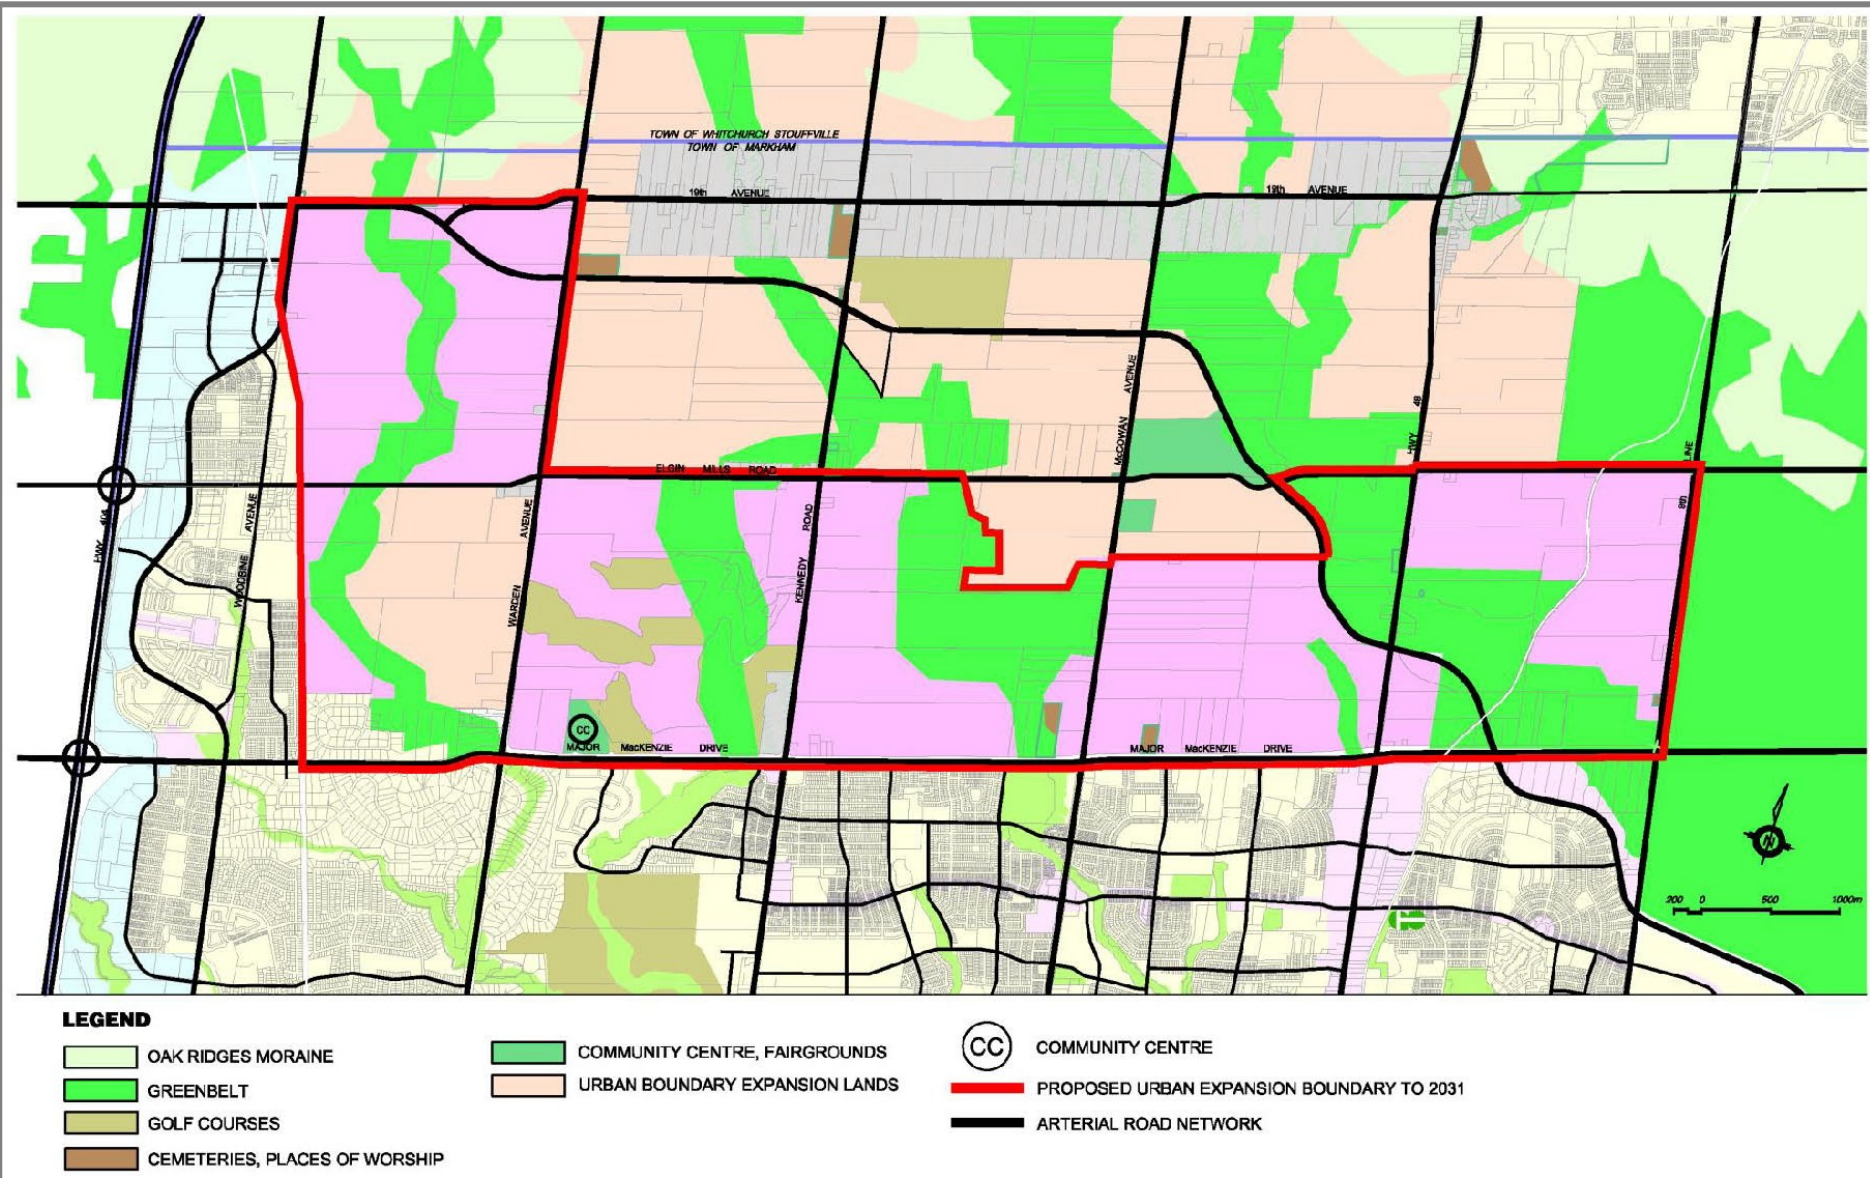 TOWN OF WHITCHURCH STOUFFVILLE
TOWN OF MARKHAM
19th AVENUE
19th AVENUE
McCOWAN AVENUE
HWY 48
ELGIN MILLS ROAD
9th LINE
HWY 404
WOODBINE AVENUE
WARDEN AVENUE
KENNEDY ROAD
CC
MAJOR MacKENZIE DRIVE
MAJOR MacKENZIE DRIVE
N
200 0 500 1000m
LEGEND
OAK RIDGES MORAINE
GREENBELT
GOLF COURSES
CEMETERIES, PLACES OF WORSHIP
COMMUNITY CENTRE, FAIRGROUNDS
URBAN BOUNDARY EXPANSION LANDS
CC COMMUNITY CENTRE
PROPOSED URBAN EXPANSION BOUNDARY TO 2031
ARTERIAL ROAD NETWORK